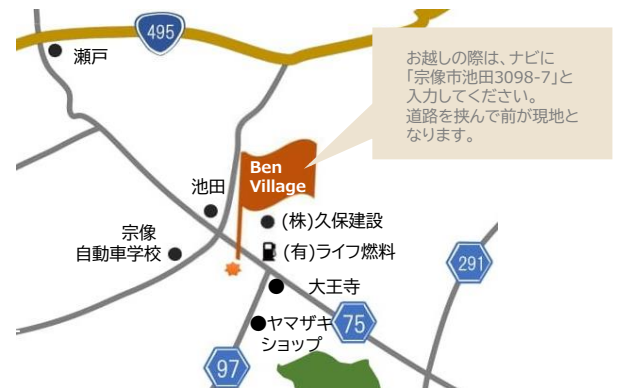 495
瀬戸
お越しの際は、ナビに
「宗像市池田3098-7」と
入力してください。
道路を挟んで前が現地と
なります。
Ben
Village
池田
(株)久保建設
宗像
自動車学校
(有)ライフ燃料
291
大王寺
ヤマザキ
ショップ
75
97